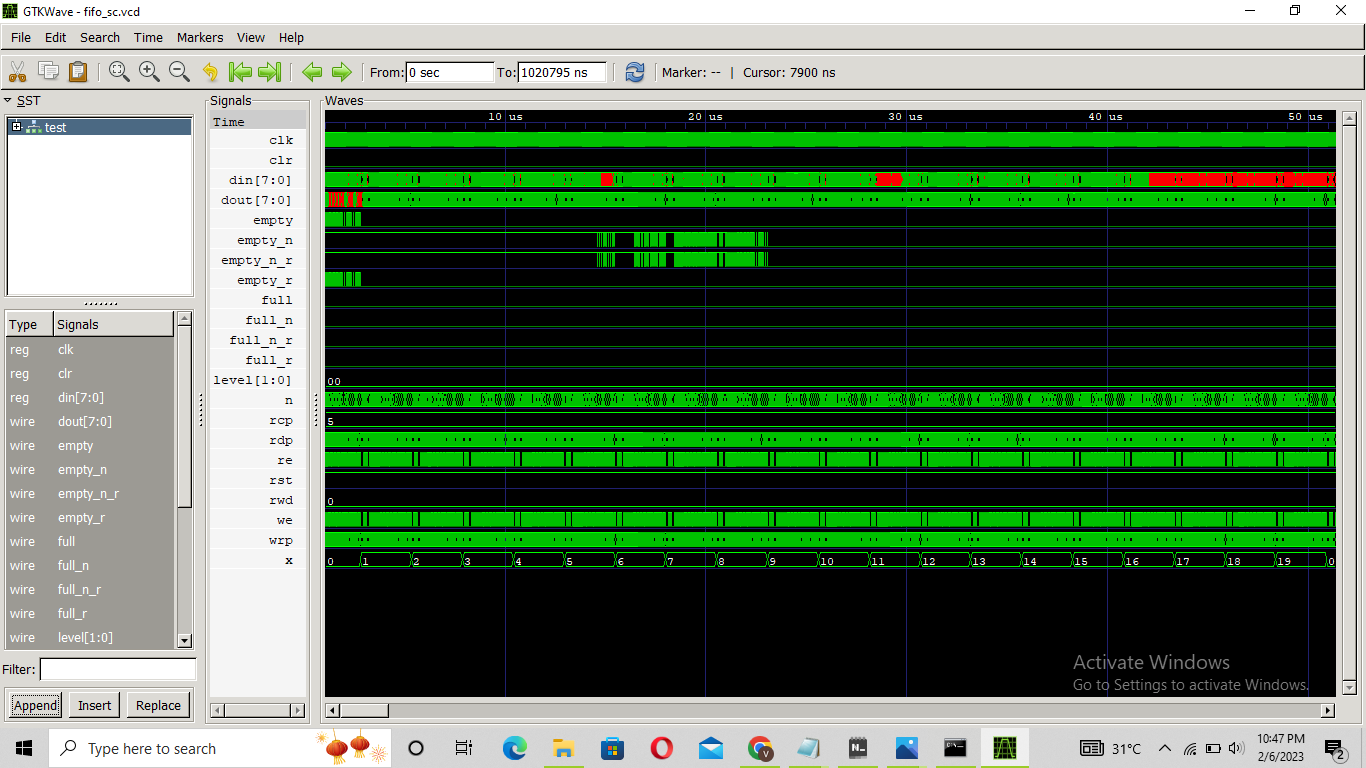 GTKWave - fifo_sc.vcd
File Edit Search Time Markers View Help
From: 0 sec To: 1020795 ns Marker: -- | Cursor: 7900 ns
SST
test
Type Signals
reg clk
reg clr
reg din[7:0]
wire dout[7:0]
wire empty
wire empty_n
wire empty_n_r
wire empty_r
wire full
wire full_n
wire full_n_r
wire full_r
wire level[1:0]
Filter:
Append Insert Replace
Signals
Time
clk
clr
din[7:0]
dout[7:0]
empty
empty_n
empty_n_r
empty_r
full
full_n
full_n_r
full_r
level[1:0]
n
rcp
rdp
re
rst
rwd
we
wrp
x
Waves
10 us 20 us 30 us 40 us 50 us
00
5
0
0 1 2 3 4 5 6 7 8 9 10 11 12 13 14 15 16 17 18 19 0
Activate Windows
Go to Settings to activate Windows.
Type here to search
31°C
10:47 PM
2/6/2023
2